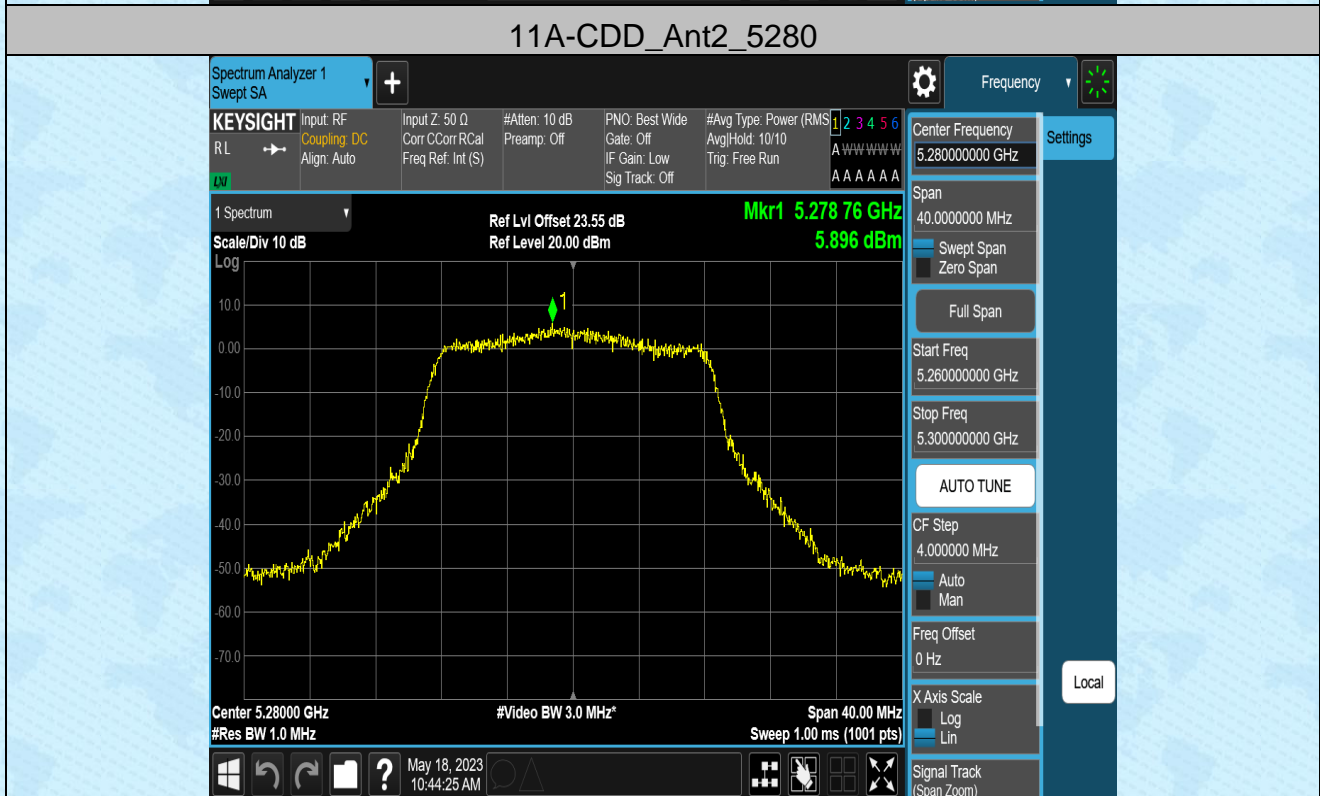 11A-CDD_Ant2_5280
Spectrum Analyzer 1
Swept SA
Frequency
KEYSIGHT
RL
LXI
Input: RF
Coupling: DC
Align: Auto
Input Z: 50 Ω
Corr CCorr RCal
Freq Ref: Int (S)
#Atten: 10 dB
Preamp: Off
PNO: Best Wide
Gate: Off
IF Gain: Low
Sig Track: Off
#Avg Type: Power (RMS
Avg|Hold: 10/10
Trig: Free Run
1 2 3 4 5 6
A W W W W W
A A A A A A
1 Spectrum
Scale/Div 10 dB
Log
Ref Lvl Offset 23.55 dB
Ref Level 20.00 dBm
Mkr1 5.278 76 GHz
5.896 dBm
1
10.0
0.00
-10.0
-20.0
-30.0
-40.0
-50.0
-60.0
-70.0
Center 5.28000 GHz
#Res BW 1.0 MHz
#Video BW 3.0 MHz*
Span 40.00 MHz
Sweep 1.00 ms (1001 pts)
?
May 18, 2023
10:44:25 AM
Center Frequency
5.280000000 GHz
Settings
Span
40.0000000 MHz
Swept Span
Zero Span
Full Span
Start Freq
5.260000000 GHz
Stop Freq
5.300000000 GHz
AUTO TUNE
CF Step
4.000000 MHz
Auto
Man
Freq Offset
0 Hz
X Axis Scale
Log
Lin
Local
Signal Track
(Span Zoom)